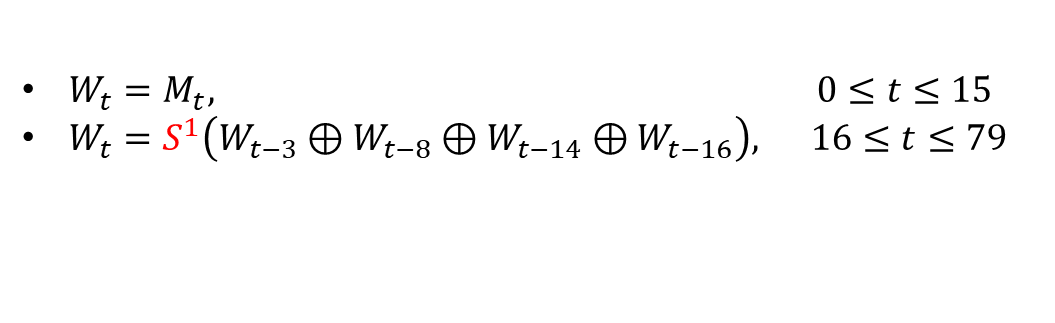 • W_t = M_t, 0 ≤ t ≤ 15
• W_t = S^1(W_{t−3} ⊕ W_{t−8} ⊕ W_{t−14} ⊕ W_{t−16}), 16 ≤ t ≤ 79